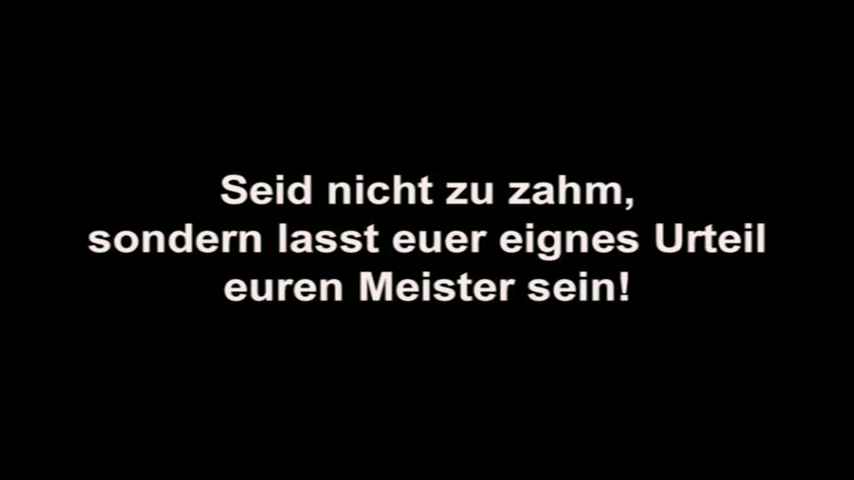 Seid nicht zu zahm,
sondern lasst euer eignes Urteil
euren Meister sein!